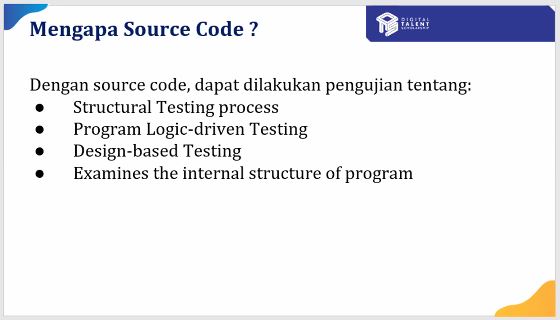 Mengapa Source Code ?
DIGITAL
TALENT
SCHOLARSHIP
Dengan source code, dapat dilakukan pengujian tentang:
● Structural Testing process
● Program Logic-driven Testing
● Design-based Testing
● Examines the internal structure of program